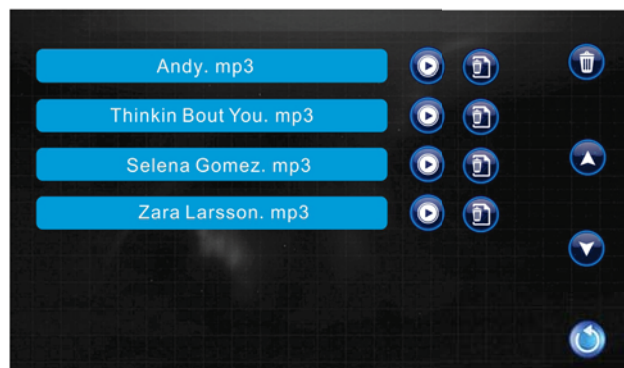 Andy. mp3
Thinkin Bout You. mp3
Selena Gomez. mp3
Zara Larsson. mp3